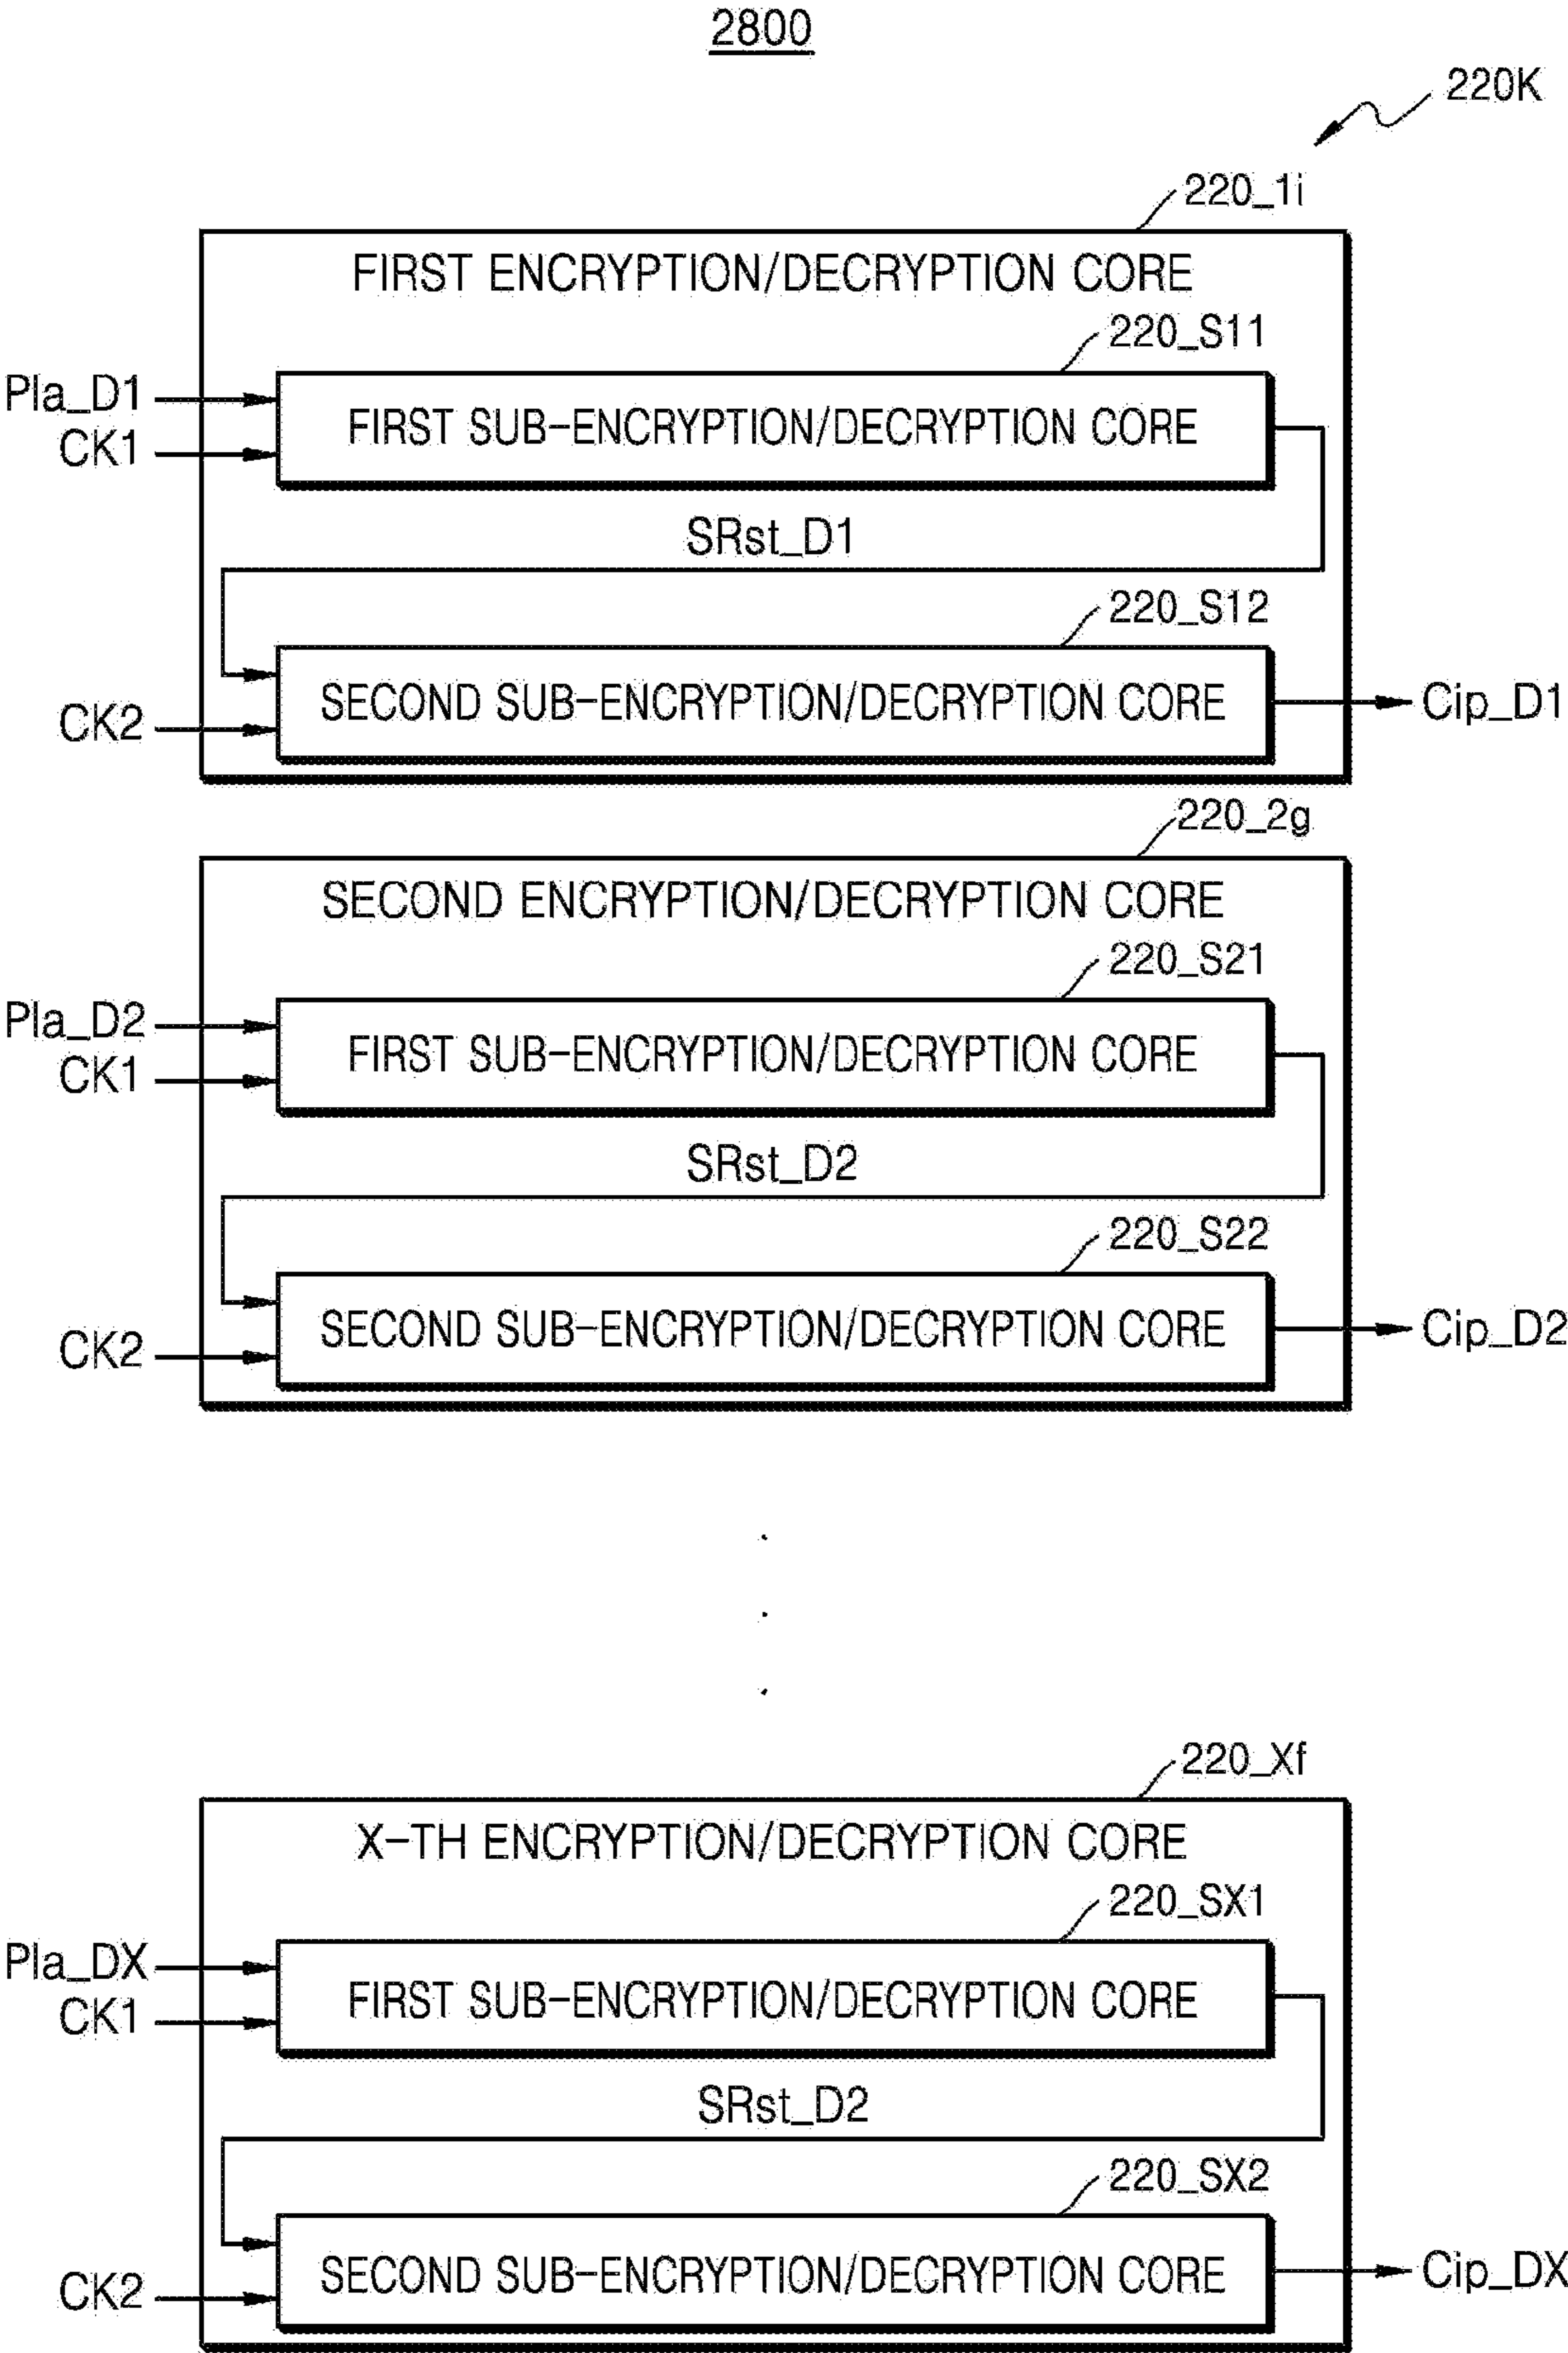 2800
220K
220_1i
FIRST ENCRYPTION/DECRYPTION CORE
220_S11
Pla_D1
CK1
FIRST SUB-ENCRYPTION/DECRYPTION CORE
SRst_D1
220_S12
CK2
SECOND SUB-ENCRYPTION/DECRYPTION CORE
Cip_D1
220_2g
SECOND ENCRYPTION/DECRYPTION CORE
220_S21
Pla_D2
CK1
FIRST SUB-ENCRYPTION/DECRYPTION CORE
SRst_D2
220_S22
CK2
SECOND SUB-ENCRYPTION/DECRYPTION CORE
Cip_D2
220_Xf
X-TH ENCRYPTION/DECRYPTION CORE
220_SX1
Pla_DX
CK1
FIRST SUB-ENCRYPTION/DECRYPTION CORE
SRst_D2
220_SX2
CK2
SECOND SUB-ENCRYPTION/DECRYPTION CORE
Cip_DX